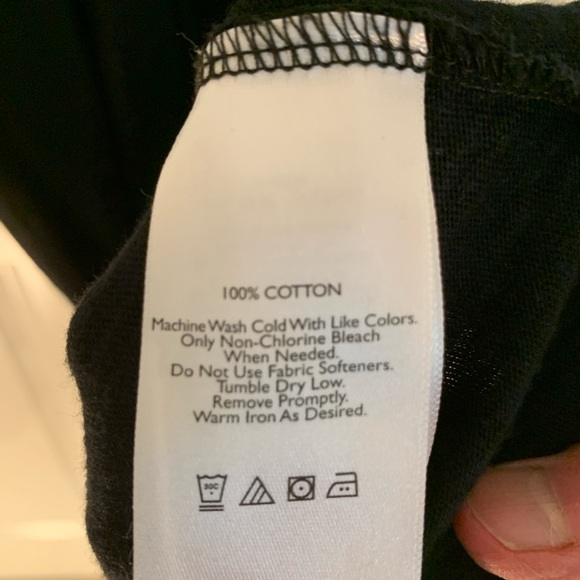 100% COTTON
Machine Wash Cold With Like Colors.
Only Non-Chlorine Bleach
When Needed.
Do Not Use Fabric Softeners.
Tumble Dry Low.
Remove Promptly.
Warm Iron As Desired.
30C